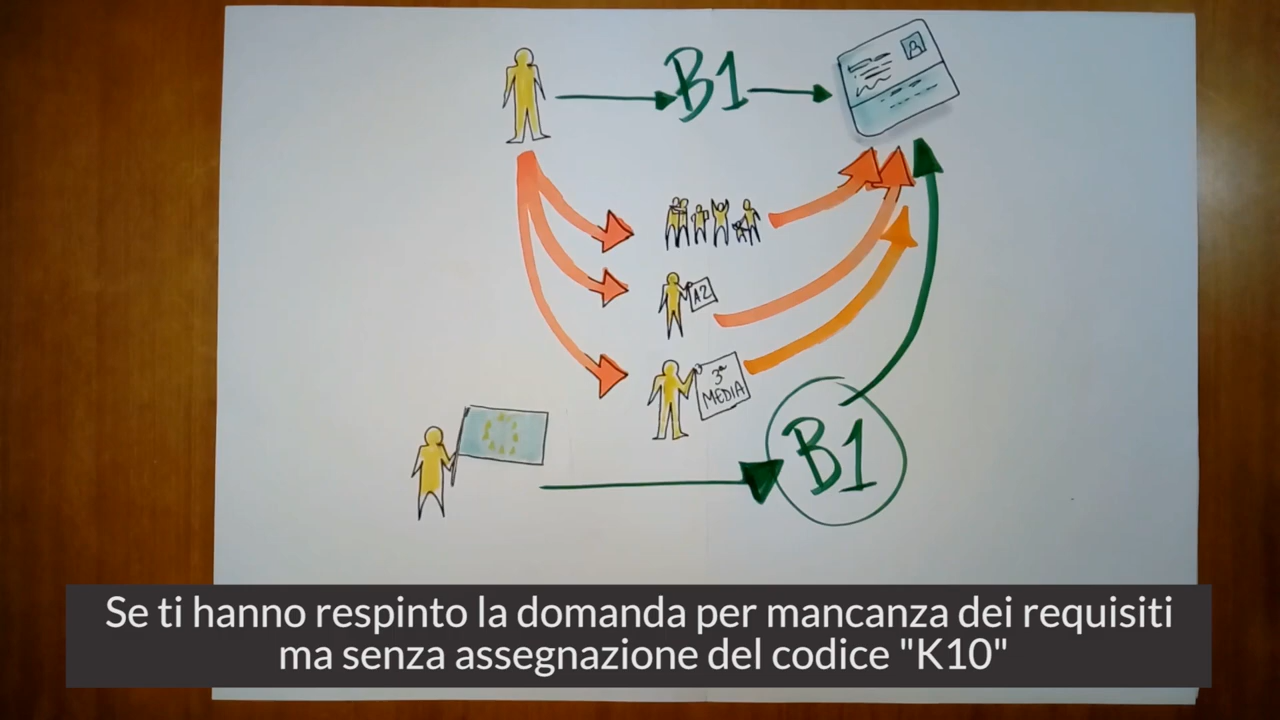 B1
A2
3ª
MEDIA
B1
Se ti hanno respinto la domanda per mancanza dei requisiti
ma senza assegnazione del codice "K10"